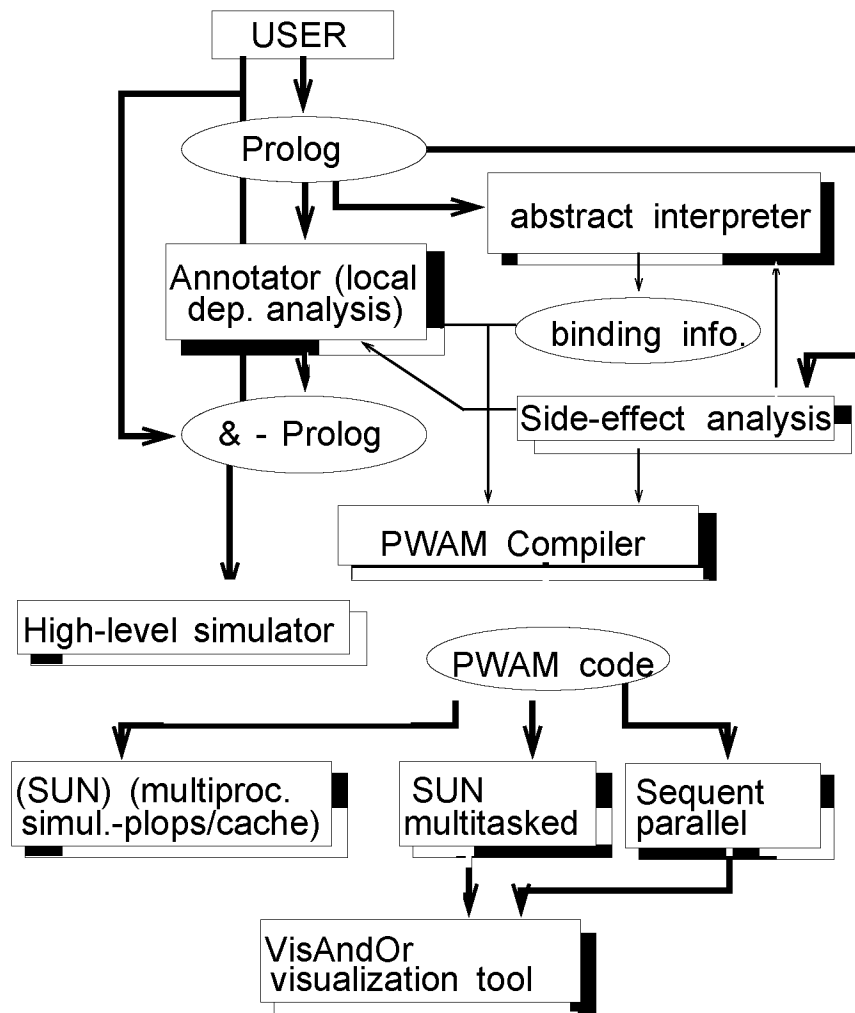 USER
Prolog
abstract interpreter
Annotator (local
dep. analysis)
binding info.
Side-effect analysis
& - Prolog
PWAM Compiler
High-level simulator
PWAM code
(SUN) (multiproc.
simul.-plops/cache)
SUN
multitasked
Sequent
parallel
VisAndOr
visualization tool